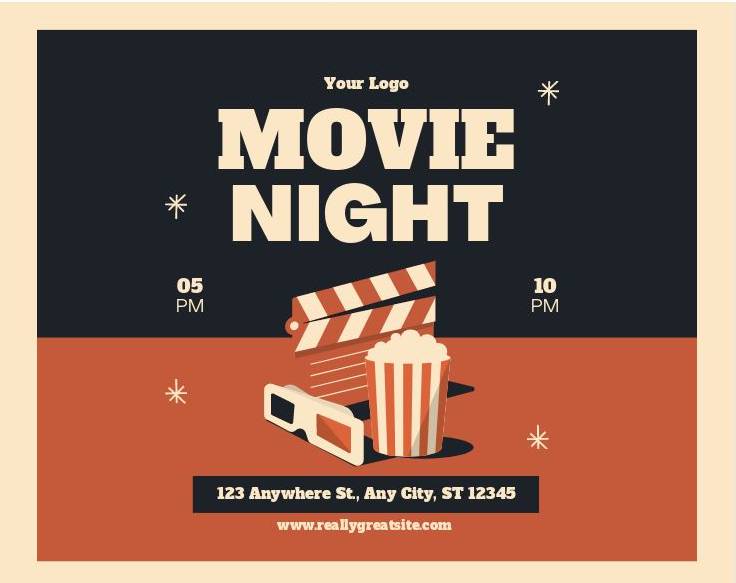 Your Logo
MOVIE
NIGHT
05
PM
10
PM
123 Anywhere St., Any City, ST 12345
www.reallygreatsite.com